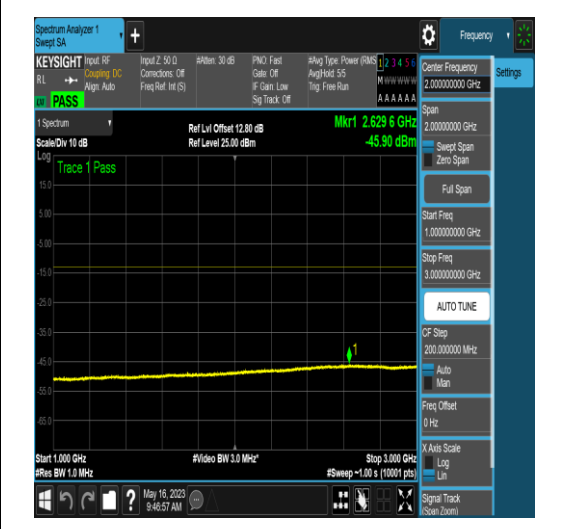 Spectrum Analyzer 1
Swept SA
+
Frequency
KEYSIGHT
RL
PASS
Input: RF
Coupling: DC
Align: Auto
Input Z: 50 Ω
Corrections: Off
Freq Ref: Int (S)
#Atten: 30 dB
PNO: Fast
Gate: Off
IF Gain: Low
Sig Track: Off
#Avg Type: Power (RMS
Avg|Hold: 5/5
Trig: Free Run
1 2 3 4 5 6
M W W W W W
A A A A A A
1 Spectrum
Scale/Div 10 dB
Ref Lvl Offset 12.80 dB
Ref Level 25.00 dBm
Mkr1 2.629 6 GHz
-45.90 dBm
Log
Trace 1 Pass
15.0
5.00
-5.00
-15.0
-25.0
-35.0
-45.0
-55.0
-65.0
1
Start 1.000 GHz
#Res BW 1.0 MHz
#Video BW 3.0 MHz*
Stop 3.000 GHz
#Sweep ~1.00 s (10001 pts)
Center Frequency
2.000000000 GHz
Settings
Span
2.00000000 GHz
Swept Span
Zero Span
Full Span
Start Freq
1.000000000 GHz
Stop Freq
3.000000000 GHz
AUTO TUNE
CF Step
200.000000 MHz
Auto
Man
Freq Offset
0 Hz
X Axis Scale
Log
Lin
Signal Track
(Span Zoom)
?
May 16, 2023
9:46:57 AM